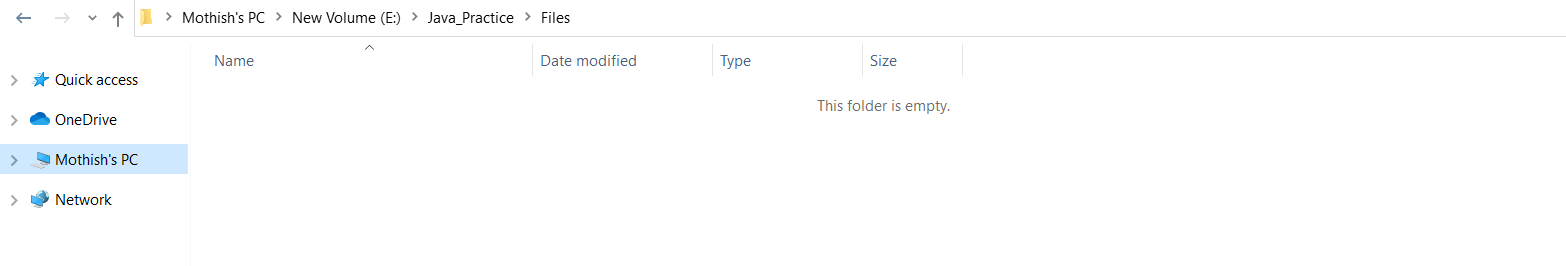 Mothish's PC New Volume (E:) Java_Practice Files
Name Date modified Type Size
This folder is empty.
Quick access
OneDrive
Mothish's PC
Network